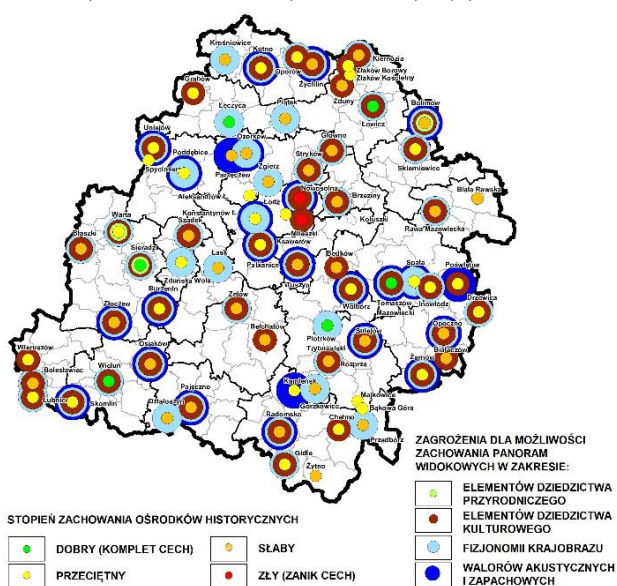 Krośniewice
Kutno
Oporów
Żychlin
Kiernozia
Złaków Borowy
Złaków Kościelny
Zduny
Grabów
Łęczyca
Piątek
Łowicz
Bolimów
Uniejów
Poddębice
Ozorków
Parzęczew
Zgierz
Stryków
Głowno
Skierniewice
Spycimierz
Aleksandrów Ł.
Konstantynów Ł.
Łódź
Nowosolna
Mileszki
Brzeziny
Koluszki
Biała Rawska
Rawa Mazowiecka
Warta
Szadek
Błaszki
Sieradz
Zduńska Wola
Łask
Ksawerów
Pabianice
Tuszyn
Będków
Wolbórz
Spała
Tomaszów
Mazowiecki
Inowłódz
Poświętne
Drzewica
Złoczew
Burzenin
Zelów
Bełchatów
Piotrków
Trybunalski
Rozprza
Sulejów
Opoczno
Białaczów
Żarnów
Wieruszów
Bolesławiec
Łubnice
Wieluń
Skomlin
Osjaków
Pajęczno
Działoszyn
Kamieńsk
Gorzkowice
Majkowice
Bąkowa Góra
Przedbórz
Radomsko
Chełmo
Gidle
Żytno
ZAGROŻENIA DLA MOŻLIWOŚCI
ZACHOWANIA PANORAM
WIDOKOWYCH W ZAKRESIE:
ELEMENTÓW DZIEDZICTWA
PRZYRODNICZEGO
ELEMENTÓW DZIEDZICTWA
KULTUROWEGO
FIZJONOMII KRAJOBRAZU
WALORÓW AKUSTYCZNYCH
I ZAPACHOWYCH
STOPIEŃ ZACHOWANIA OŚRODKÓW HISTORYCZNYCH
DOBRY (KOMPLET CECH)
SŁABY
PRZECIĘTNY
ZŁY (ZANIK CECH)